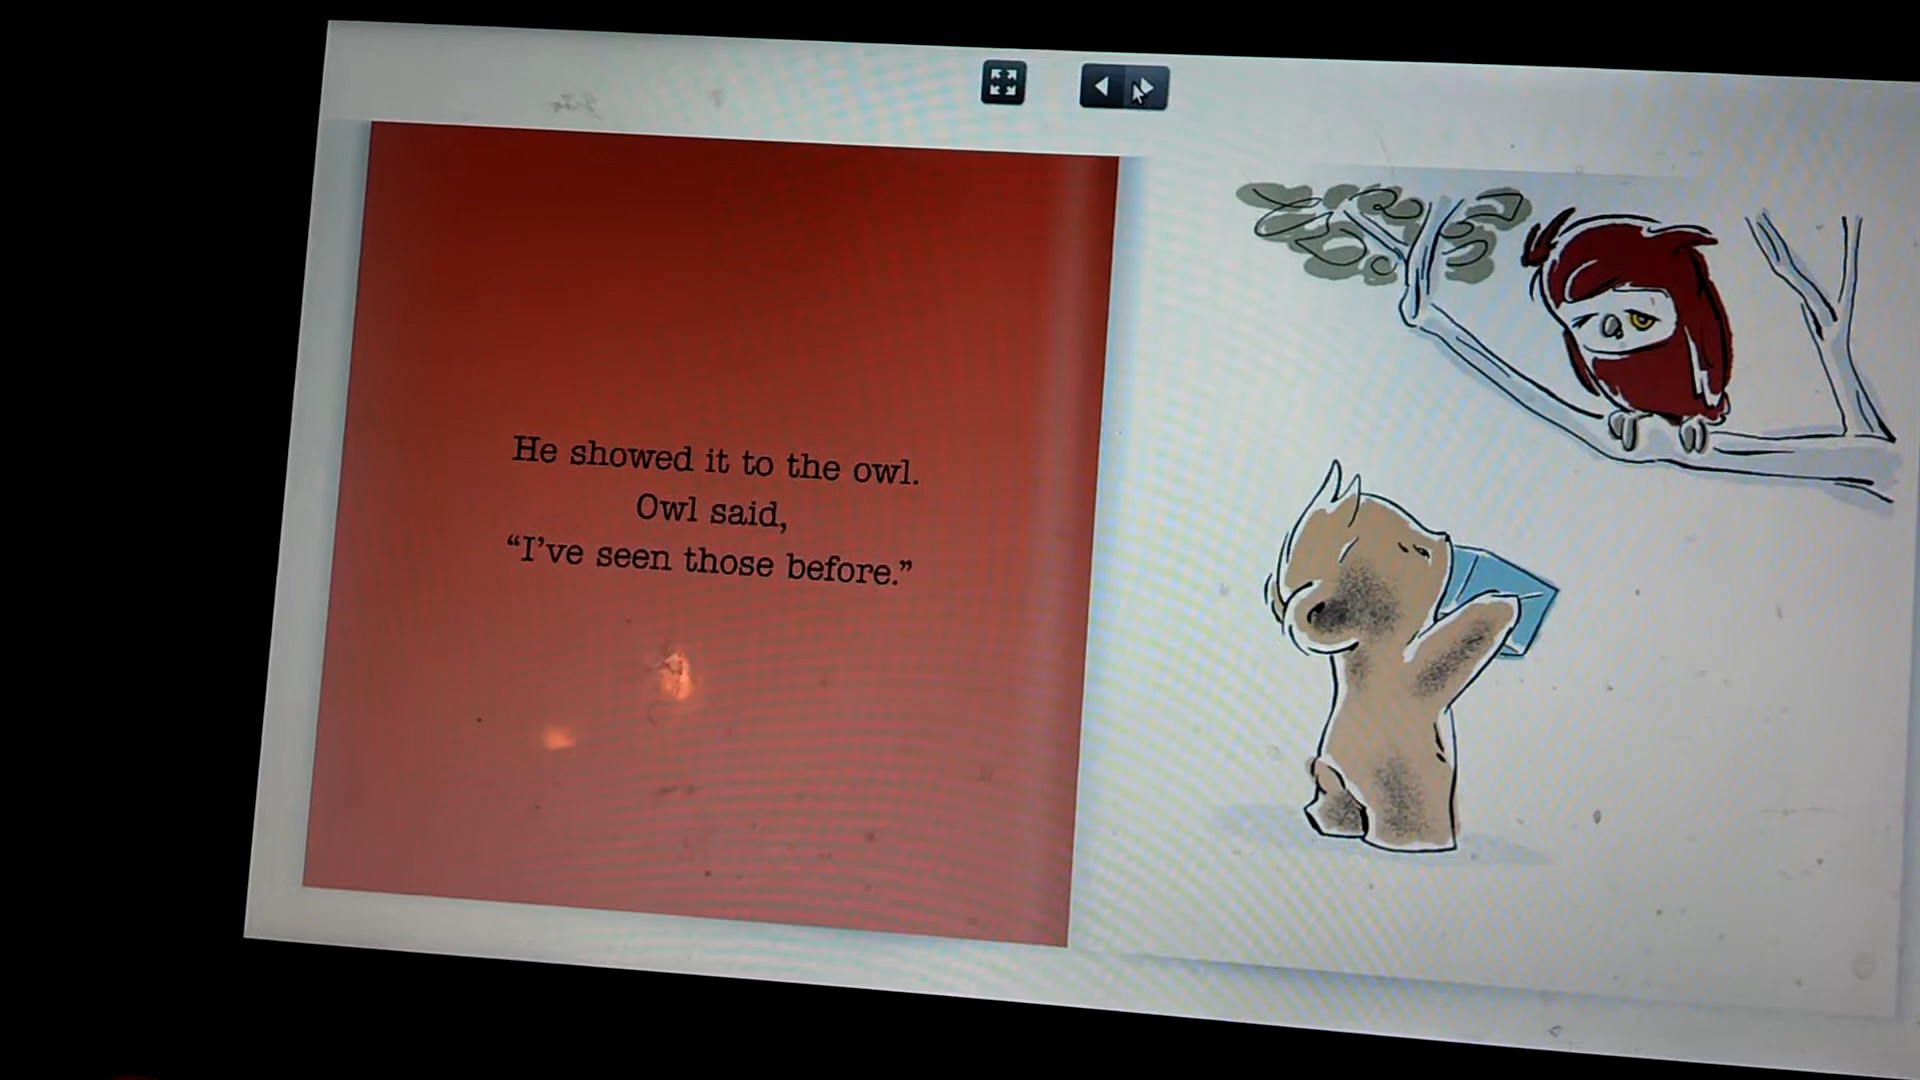 He showed it to the owl.
Owl said,
“I’ve seen those before.”